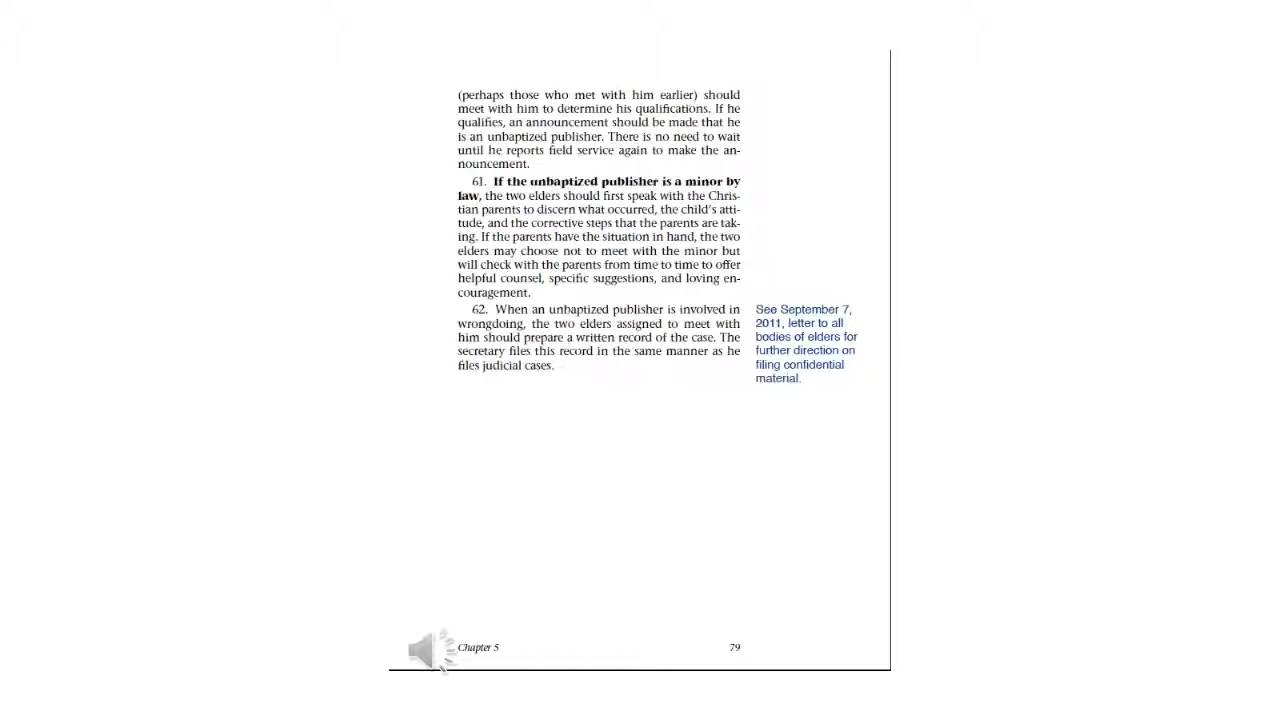 (perhaps those who met with him earlier) should
meet with him to determine his qualifications. If he
qualifies, an announcement should be made that he
is an unbaptized publisher. There is no need to wait
until he reports field service again to make the an-
nouncement.
61. If the unbaptized publisher is a minor by
law, the two elders should first speak with the Chris-
tian parents to discern what occurred, the child's atti-
tude, and the corrective steps that the parents are tak-
ing. If the parents have the situation in hand, the two
elders may choose not to meet with the minor but
will check with the parents from time to time to offer
helpful counsel, specific suggestions, and loving en-
couragement.
62. When an unbaptized publisher is involved in
wrongdoing, the two elders assigned to meet with
him should prepare a written record of the case. The
secretary files this record in the same manner as he
files judicial cases.
See September 7,
2011, letter to all
bodies of elders for
further direction on
filing confidential
material.
Chapter 5
79